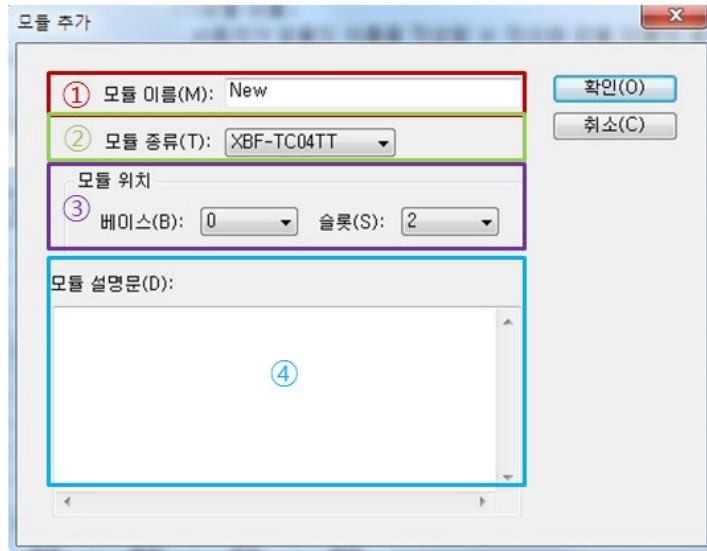 모듈 추가
① 모듈 이름(M): New 확인(O)
② 모듈 종류(T): XBF-TC04TT 취소(C)
모듈 위치
③ 베이스(B): 0 슬롯(S): 2
모듈 설명문(D):
④